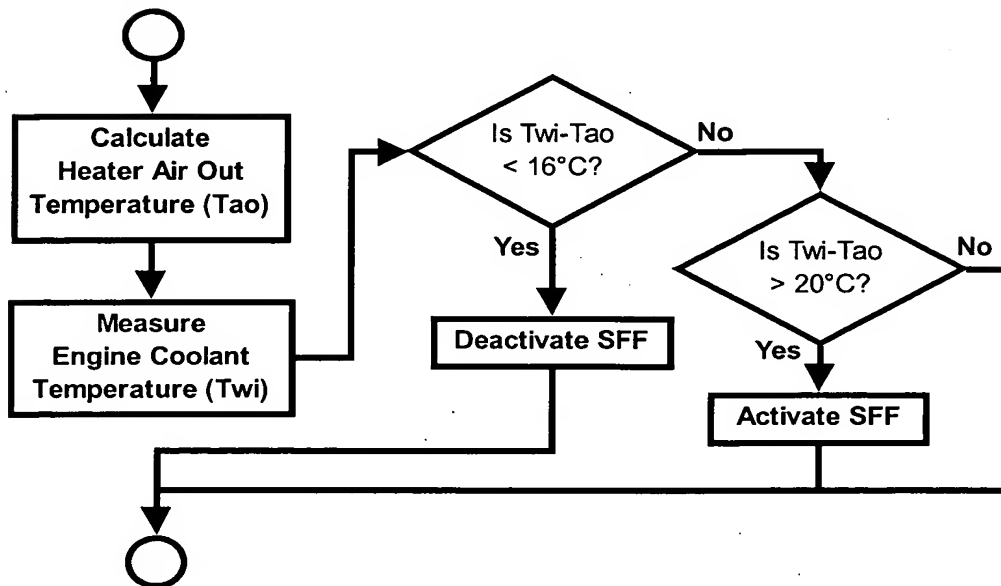 Calculate
Heater Air Out
Temperature (Tao)
Measure
Engine Coolant
Temperature (Twi)
Is Twi-Tao
< 16°C?
No
Yes
Deactivate SFF
Is Twi-Tao
> 20°C?
No
Yes
Activate SFF